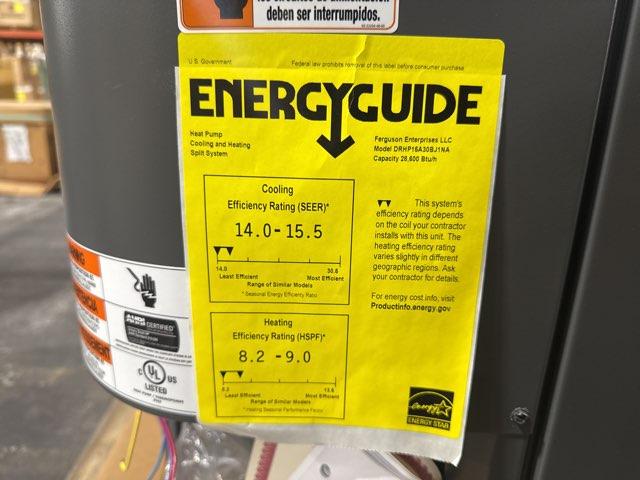 deben ser interrumpidos.
U.S. Government
Federal law prohibits removal of this label before consumer purchase
ENERGYGUIDE
Heat Pump
Cooling and Heating
Split System
Ferguson Enterprises LLC
Model DRHP16A30BJ1NA
Capacity 28,600 Btu/h
Cooling
Efficiency Rating (SEER)*
14.0-15.5
14.0
30.6
Least Efficient
Most Efficient
Range of Similar Models
* Seasonal Energy Efficiency Ratio
This system's
efficiency rating depends
on the coil your contractor
installs with this unit. The
heating efficiency rating
varies slightly in different
geographic regions. Ask
your contractor for details.
For energy cost info, visit
Productinfo.energy.gov
Heating
Efficiency Rating (HSPF)*
8.2 -9.0
8.2
13.5
Least Efficient
Most Efficient
Range of Similar Models
* Heating Seasonal Performance Factor
energy
ENERGY STAR
CERTIFIED
C UL US
LISTED